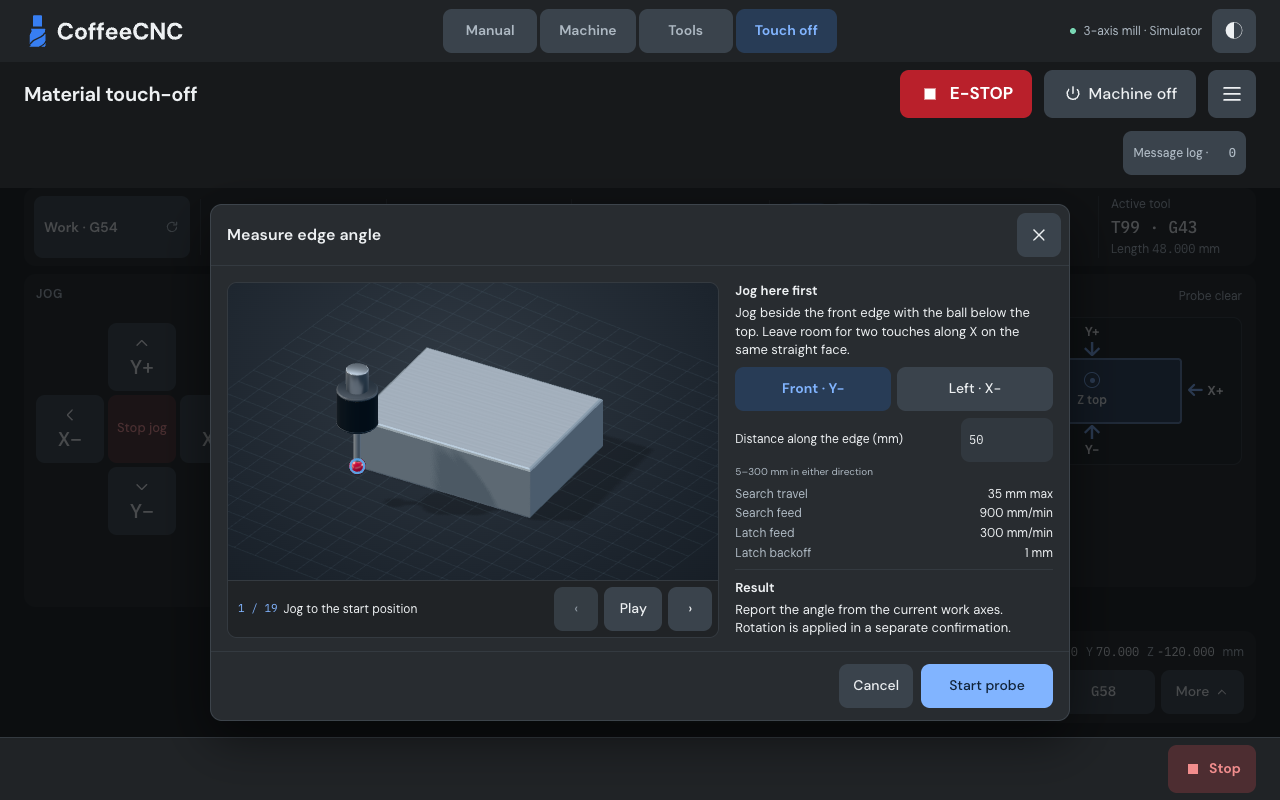 CoffeeCNC
Manual
Machine
Tools
Touch off
3-axis mill · Simulator
Material touch-off
E-STOP
Machine off
Message log · 0
Work · G54
Active tool
T99 · G43
Length 48.000 mm
JOG
Probe clear
Y+
X−
Stop jog
X
Y−
Y+
X+
Z top
Y−
Measure edge angle
Jog here first
Jog beside the front edge with the ball below the
top. Leave room for two touches along X on the
same straight face.
Front · Y−
Left · X−
Distance along the edge (mm)
50
5–300 mm in either direction
Search travel 35 mm max
Search feed 900 mm/min
Latch feed 300 mm/min
Latch backoff 1 mm
Result
Report the angle from the current work axes.
Rotation is applied in a separate confirmation.
1 / 19 Jog to the start position
‹
Play
›
Cancel
Start probe
0 Y 70.000 Z -120.000 mm
G58
More
Stop